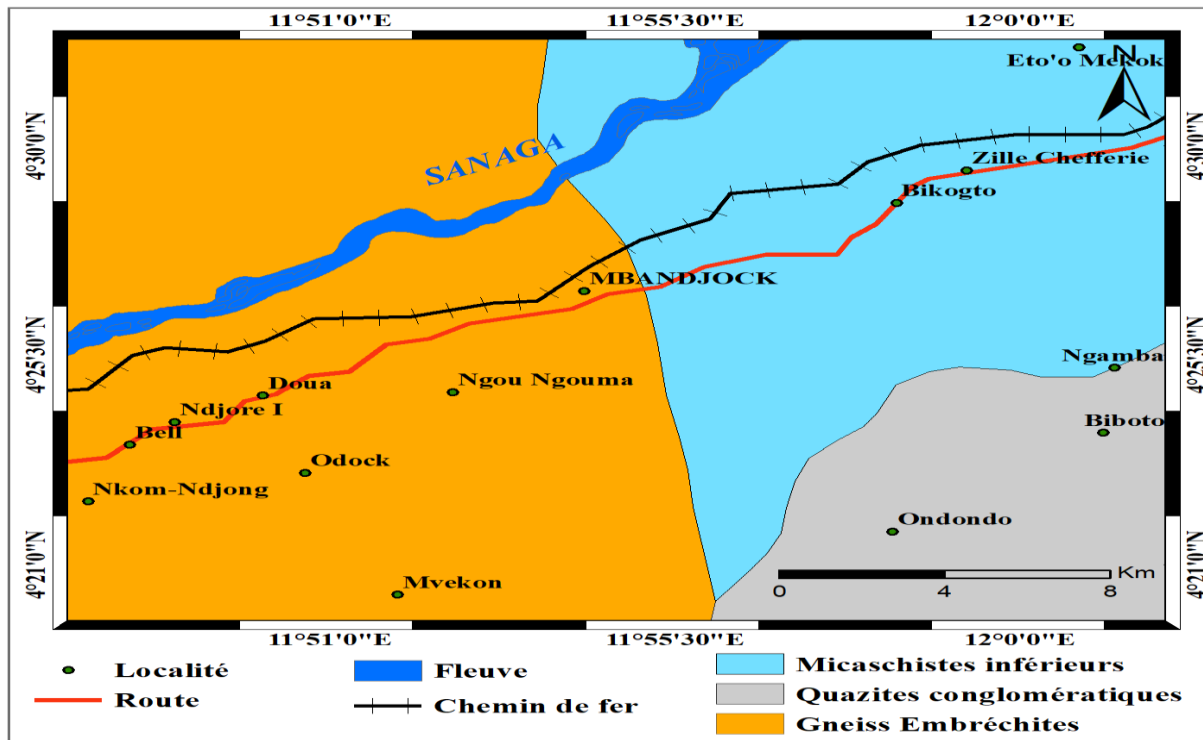 11°51'0"E 11°55'30"E 12°0'0"E
N
Eto'o Mekok
4°30'0"N 4°30'0"N
SANAGA
Zille Chefferie
Bikogto
MBANDJOCK
4°25'30"N 4°25'30"N
Ngamba
Ngou Ngouma
Doua
Ndjore I
Biboto
Bell
Odock
Nkom-Ndjong
Ondondo
4°21'0"N 4°21'0"N
Mvekon
Km
0 4 8
11°51'0"E 11°55'30"E 12°0'0"E
Localité Fleuve Micaschistes inférieurs
Route Chemin de fer Quazites conglomératiques
Gneiss Embréchites